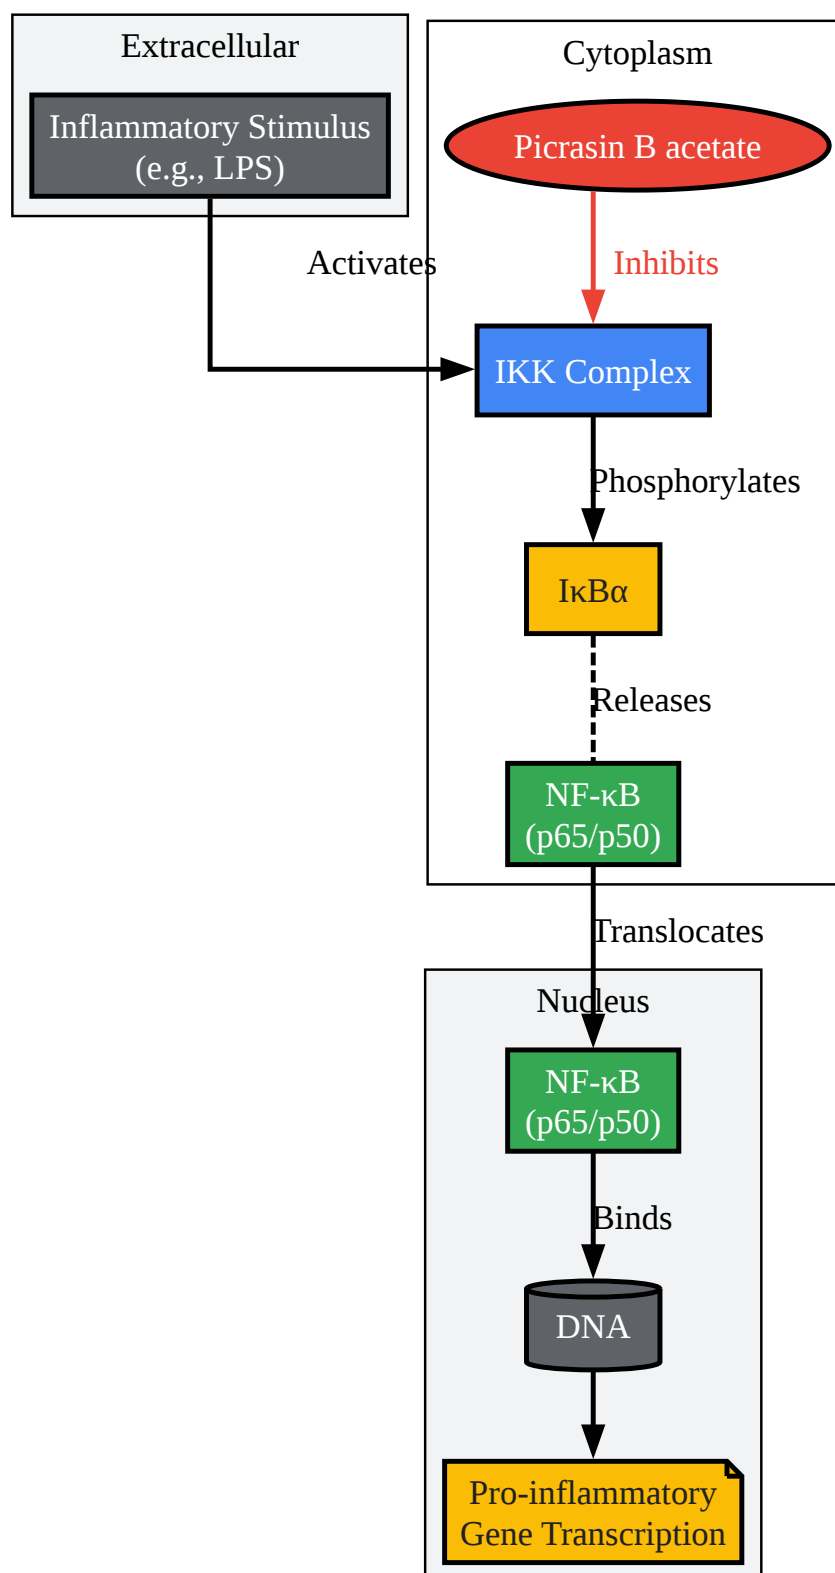 Extracellular
Inflammatory Stimulus
(e.g., LPS)
Cytoplasm
Picrasin B acetate
Activates
Inhibits
IKK Complex
Phosphorylates
IκBα
Releases
NF-κB
(p65/p50)
Translocates
Nucleus
NF-κB
(p65/p50)
Binds
DNA
Pro-inflammatory
Gene Transcription